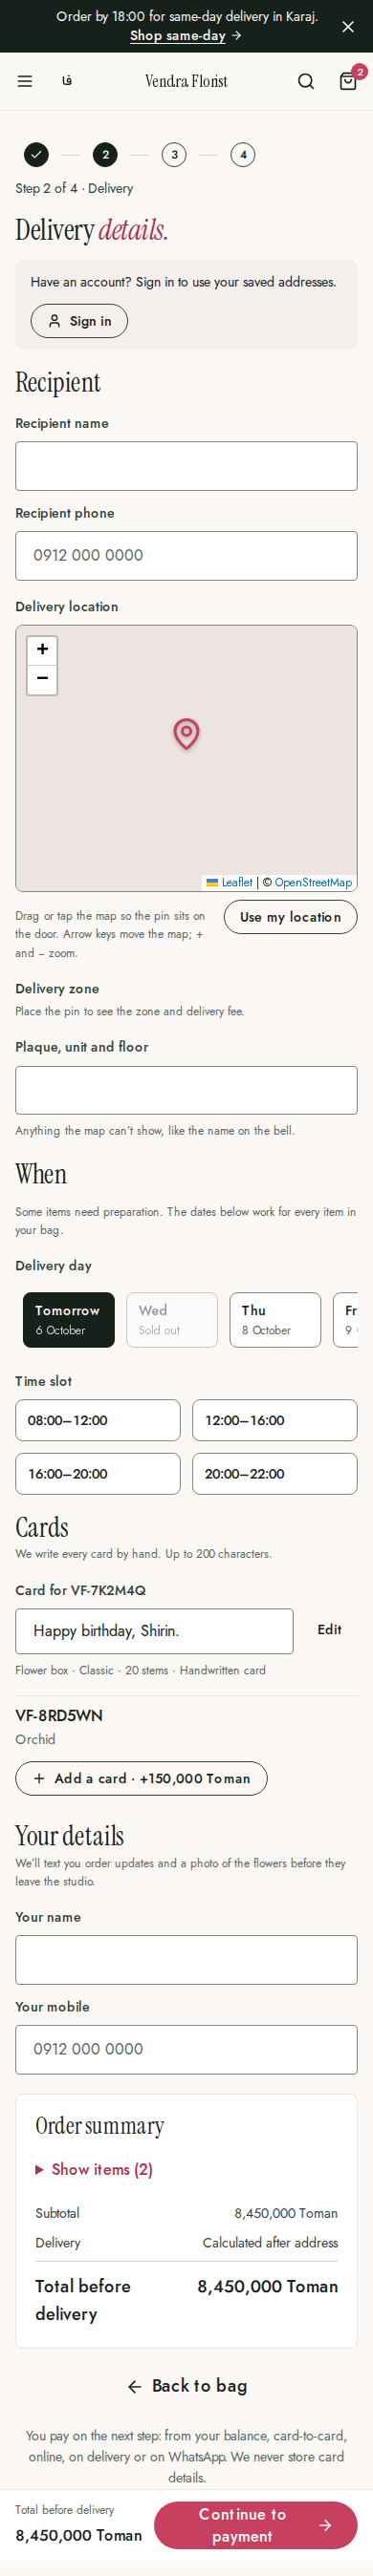 Order by 18:00 for same-day delivery in Karaj.
Shop same-day →
فا
Vendra Florist
2
2
3
4
Step 2 of 4 · Delivery
Delivery details.
Have an account? Sign in to use your saved addresses.
Sign in
Recipient
Recipient name
Recipient phone
0912 000 0000
Delivery location
+
−
Leaflet | © OpenStreetMap
Drag or tap the map so the pin sits on
the door. Arrow keys move the map; +
and − zoom.
Use my location
Delivery zone
Place the pin to see the zone and delivery fee.
Plaque, unit and floor
Anything the map can't show, like the name on the bell.
When
Some items need preparation. The dates below work for every item in
your bag.
Delivery day
Tomorrow
6 October
Wed
Sold out
Thu
8 October
Fr
9
Time slot
08:00–12:00
12:00–16:00
16:00–20:00
20:00–22:00
Cards
We write every card by hand. Up to 200 characters.
Card for VF-7K2M4Q
Happy birthday, Shirin.
Edit
Flower box · Classic · 20 stems · Handwritten card
VF-8RD5WN
Orchid
+ Add a card · +150,000 Toman
Your details
We'll text you order updates and a photo of the flowers before they
leave the studio.
Your name
Your mobile
0912 000 0000
Order summary
▶ Show items (2)
Subtotal 8,450,000 Toman
Delivery Calculated after address
Total before
delivery
8,450,000 Toman
← Back to bag
You pay on the next step: from your balance, card-to-card,
online, on delivery or on WhatsApp. We never store card
details.
Total before delivery
8,450,000 Toman
Continue to
payment →